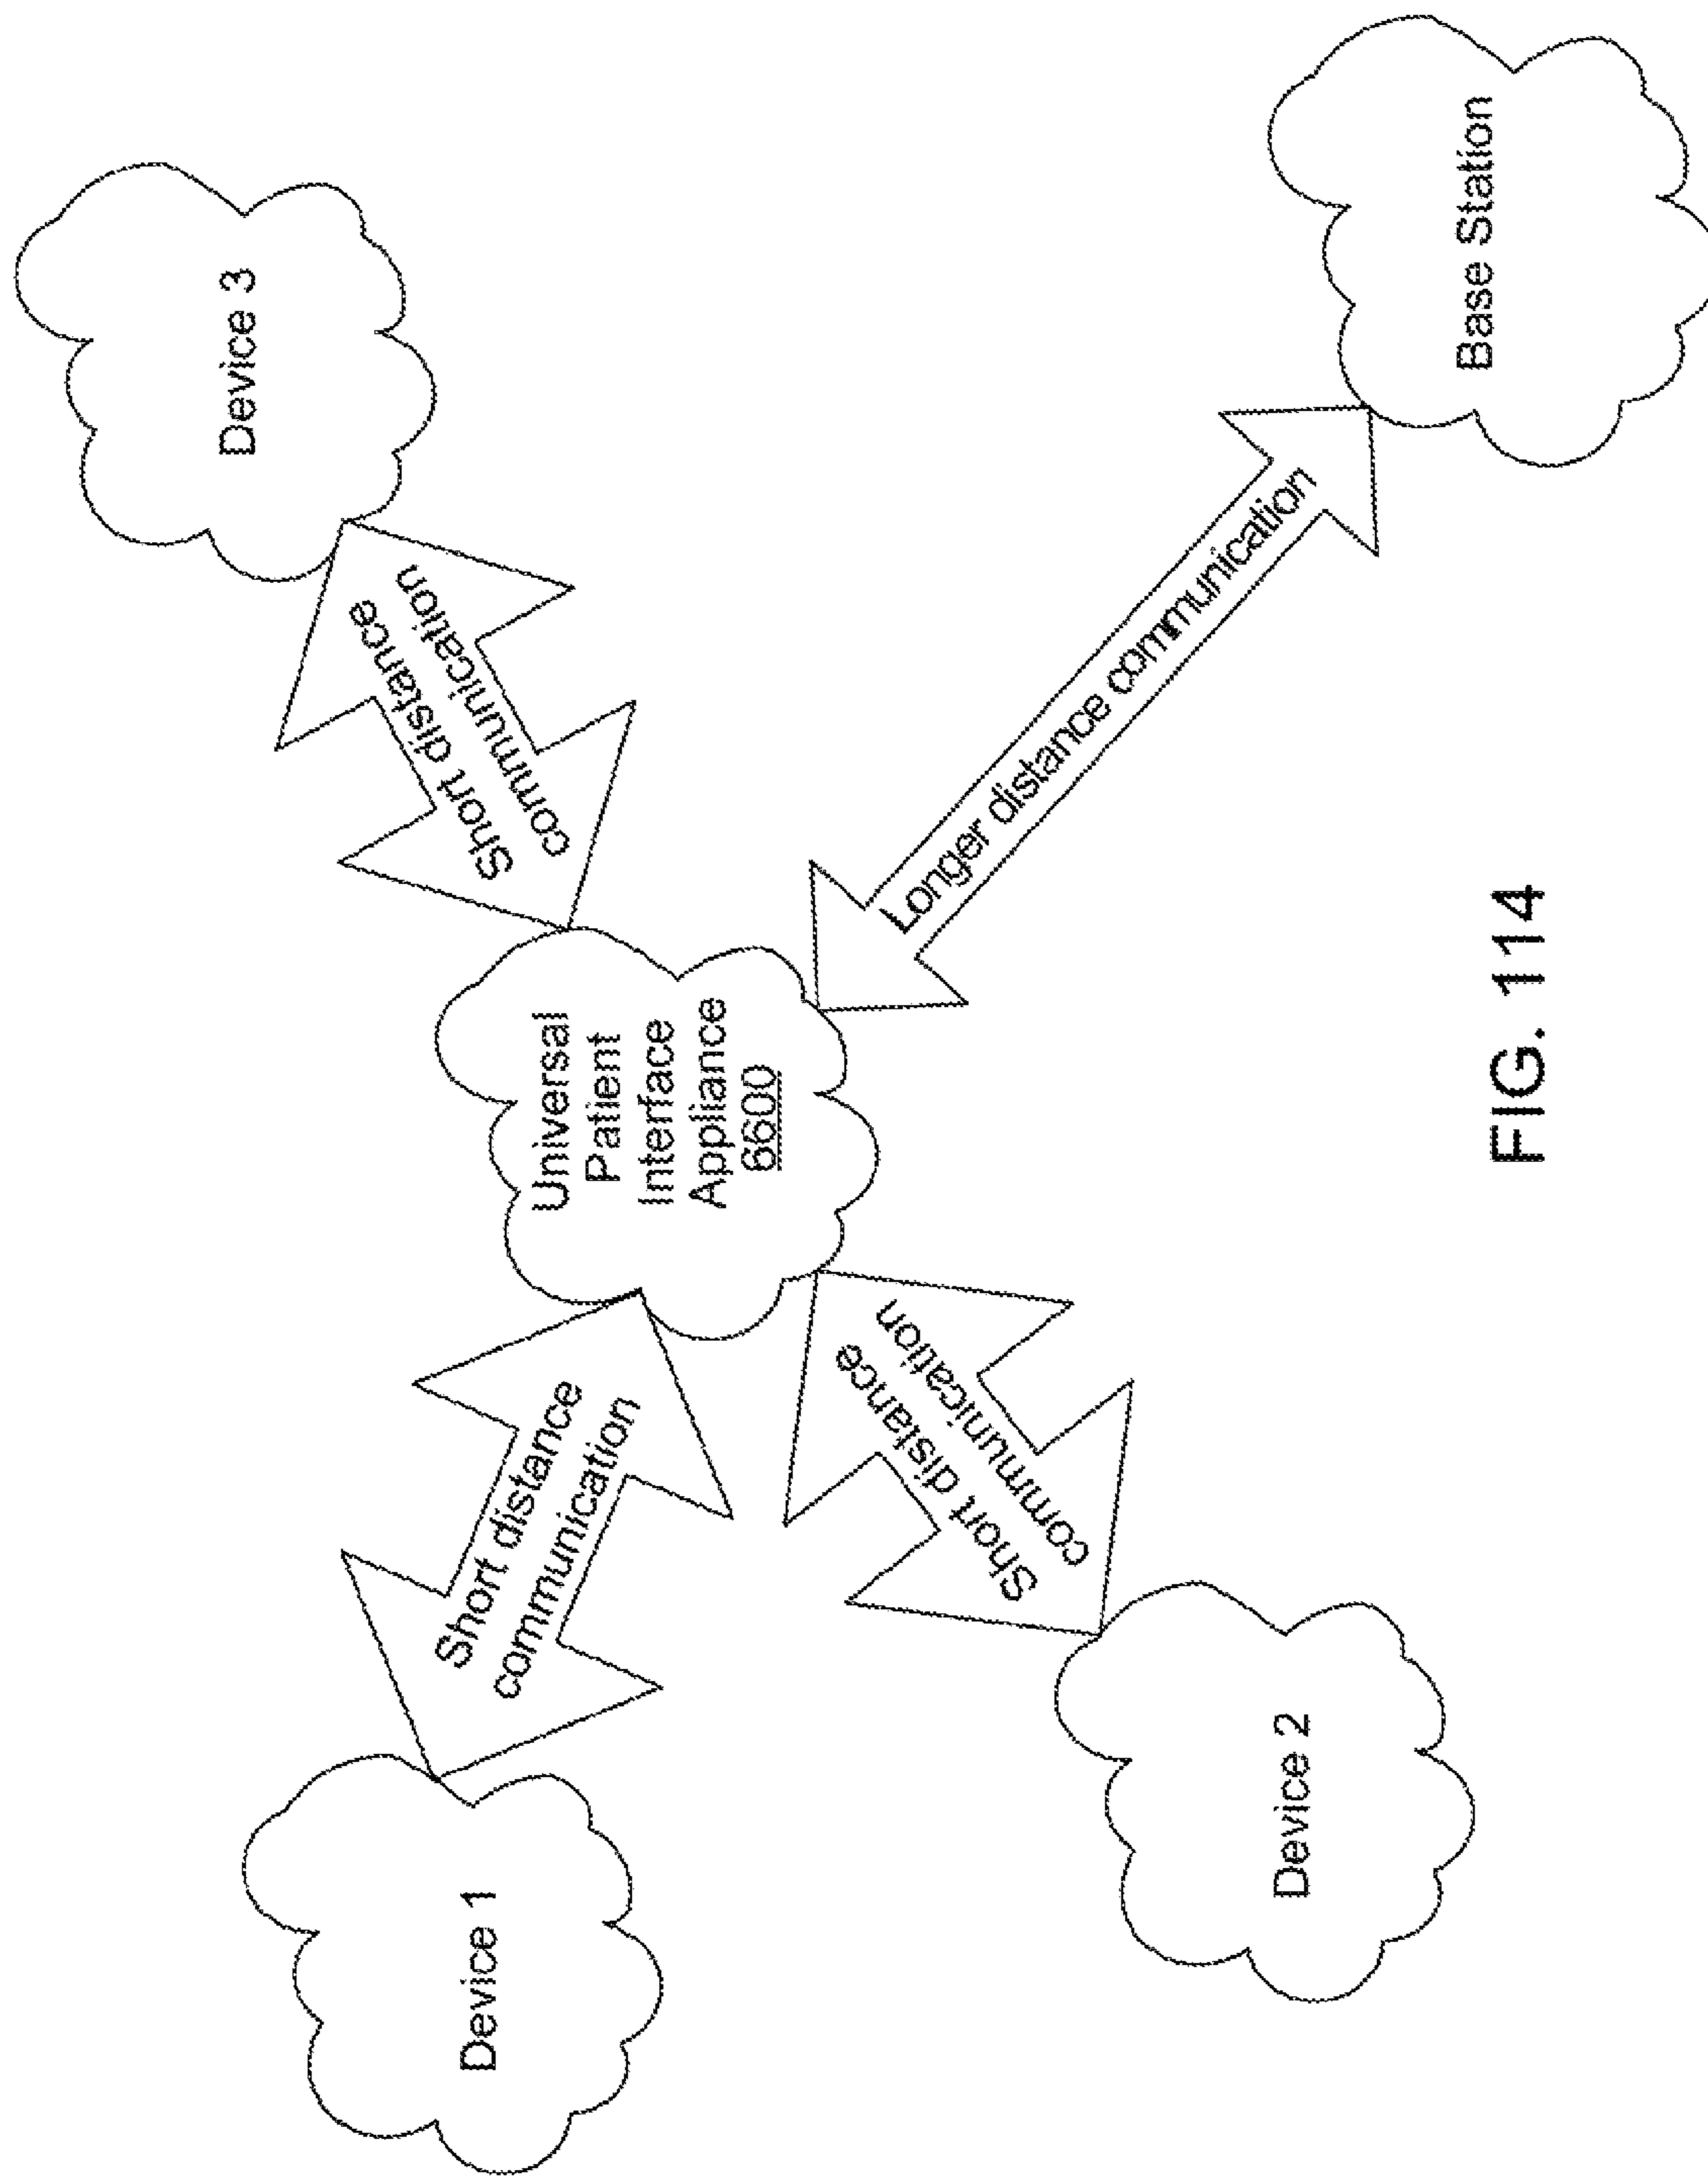 Device 1
Short distance
communication
Universal
Patient
Interface
Appliance
6600
Short distance
communication
Device 3
Device 2
Short distance
communication
Longer distance communication
Base Station
FIG. 114